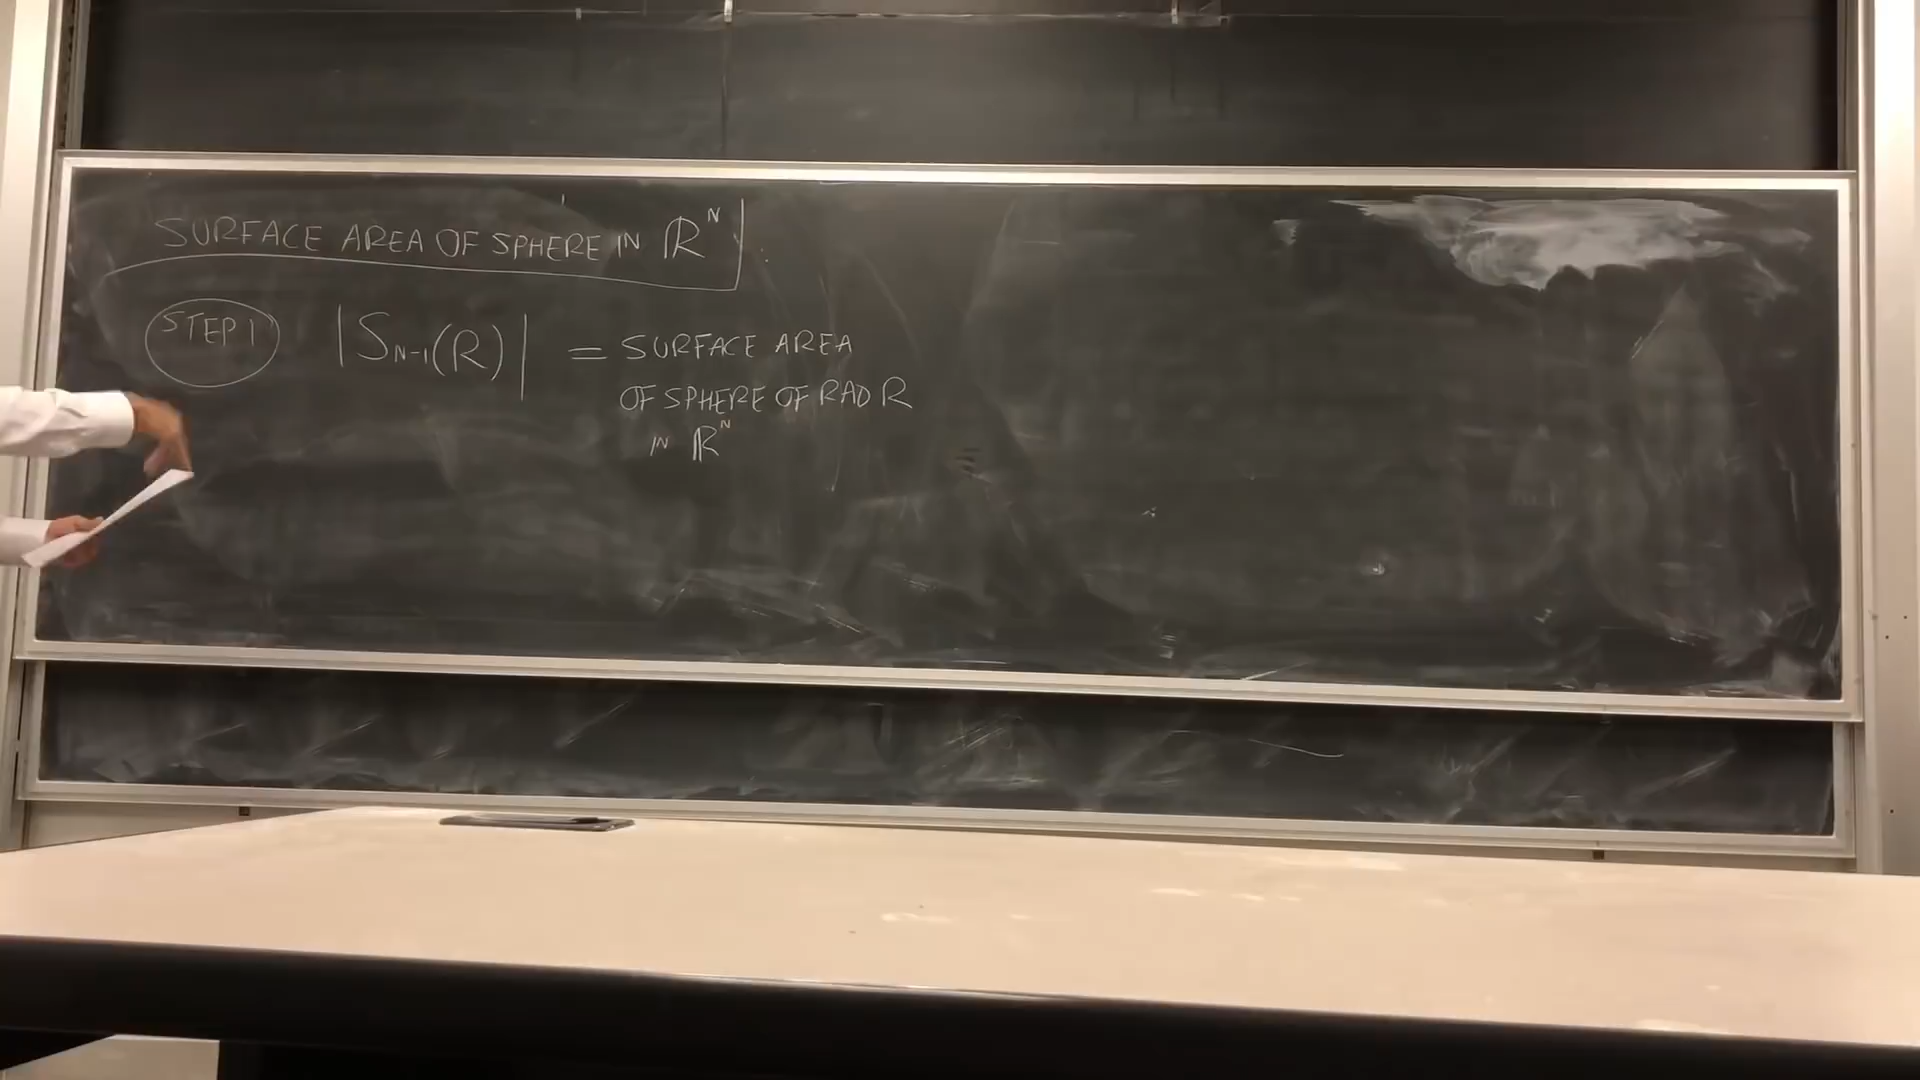 SURFACE AREA OF SPHERE IN ℝᴺ
STEP 1 |S_{N-1}(R)| = SURFACE AREA
OF SPHERE OF RAD R
IN ℝᴺ